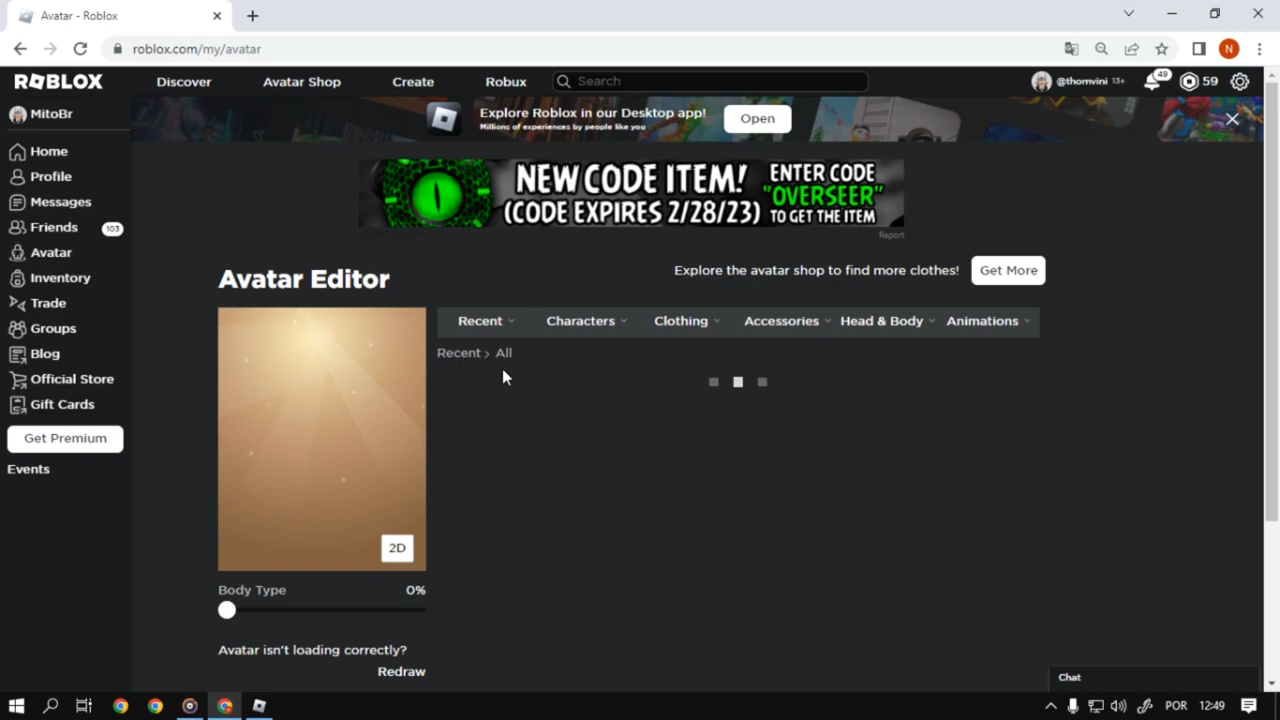 Avatar - Roblox
roblox.com/my/avatar
N
ROBLOX
Discover
Avatar Shop
Create
Robux
Search
@thomvini 13+
49
59
MitoBr
Explore Roblox in our Desktop app!
Millions of experiences by people like you
Open
Home
Profile
Messages
Friends
103
Avatar
Inventory
Trade
Groups
Blog
Official Store
Gift Cards
Get Premium
Events
NEW CODE ITEM!
(CODE EXPIRES 2/28/23)
ENTER CODE
"OVERSEER"
TO GET THE ITEM
Report
Avatar Editor
Explore the avatar shop to find more clothes!
Get More
Recent
Characters
Clothing
Accessories
Head & Body
Animations
Recent > All
2D
Body Type 0%
Avatar isn't loading correctly?
Redraw
Chat
POR
12:49